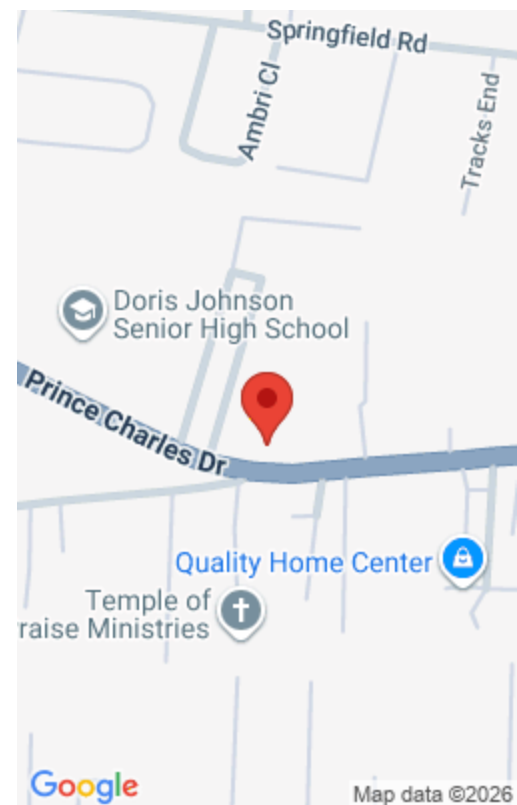 Springfield Rd
Ambri Cl
Tracks End
Doris Johnson
Senior High School
Prince Charles Dr
Quality Home Center
Temple of
raise Ministries
Google
Map data ©2026